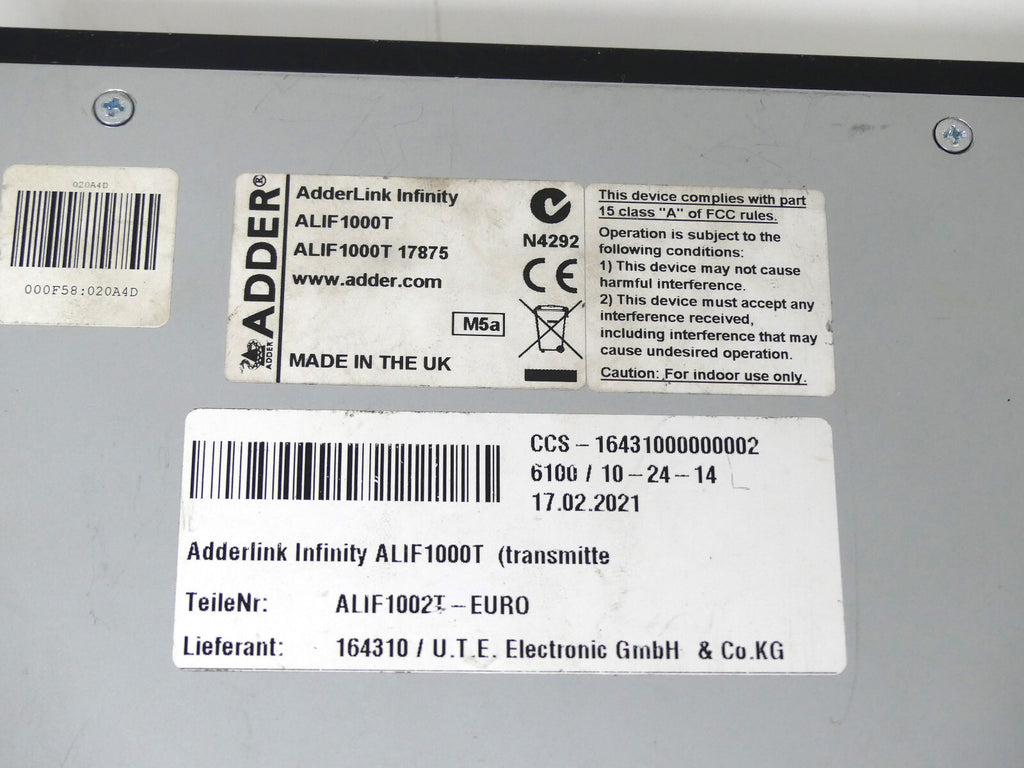 020A4D
000F58:020A4D
ADDER®
ADDER
AdderLink Infinity
ALIF1000T
ALIF1000T 17875
www.adder.com
M5a
MADE IN THE UK
N4292
CE
This device complies with part
15 class "A" of FCC rules.
Operation is subject to the
following conditions:
1) This device may not cause
harmful interference.
2) This device must accept any
interference received,
including interference that may
cause undesired operation.
Caution: For indoor use only.
CCS - 16431000000002
6100 / 10 - 24 - 14
17.02.2021
Adderlink Infinity ALIF1000T (transmitte
TeileNr: ALIF1002T - EURO
Lieferant: 164310 / U.T.E. Electronic GmbH & Co.KG